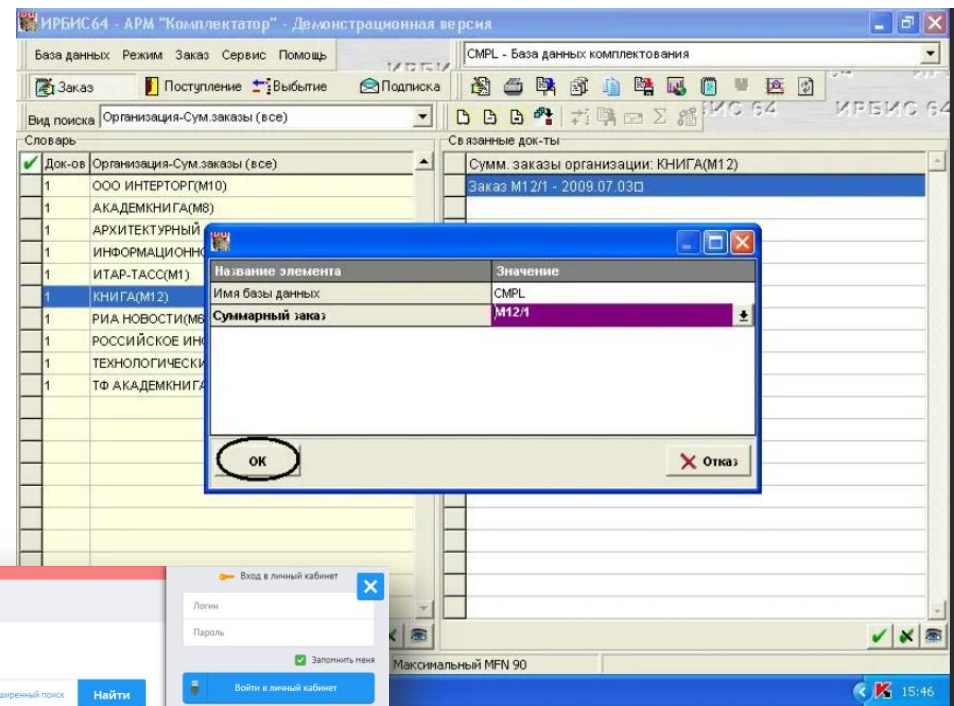 ИРБИС64 - АРМ "Комплектатор" - Демонстрационная версия
База данных Режим Заказ Сервис Помощь
CMPL - База данных комплектования
Заказ Поступление Выбытие Подписка
Вид поиска Организация-Сум.заказы (все)
ИРБИС 64
Словарь
Связанные док-ты
Док-ов Организация-Сум.заказы (все)
Сумм. заказы организации: КНИГА(М12)
1 ООО ИНТЕРТОРГ(М10)
Заказ М12/1 - 2009.07.03
1 АКАДЕМКНИГА(М8)
1 АРХИТЕКТУРНЫЙ
1 ИНФОРМАЦИОННО
1 ИТАР-ТАСС(М1)
1 КНИГА(М12)
1 РИА НОВОСТИ(М6
1 РОССИЙСКОЕ ИН
1 ТЕХНОЛОГИЧЕСКИ
1 ТФ АКАДЕМКНИГА
Название элемента Значение
Имя базы данных CMPL
Суммарный заказ М12/1
ОК
Отказ
Вход в личный кабинет
Логин
Пароль
Запомнить меня
Войти в личный кабинет
ширенный поиск Найти
Максимальный MFN 90
15:46